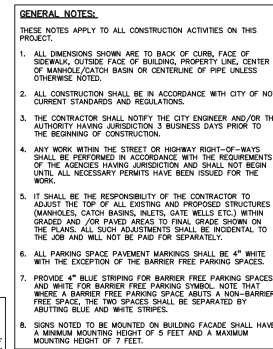 GENERAL NOTES:
THESE NOTES APPLY TO ALL CONSTRUCTION ACTIVITIES ON THIS
PROJECT.
1. ALL DIMENSIONS SHOWN ARE TO BACK OF CURB, FACE OF
SIDEWALK, OUTSIDE FACE OF BUILDING, PROPERTY LINE, CENTER
OF MANHOLE/CATCH BASIN OR CENTERLINE OF PIPE UNLESS
OTHERWISE NOTED.
2. ALL CONSTRUCTION SHALL BE IN ACCORDANCE WITH CITY OF NO
CURRENT STANDARDS AND REGULATIONS.
3. THE CONTRACTOR SHALL NOTIFY THE CITY ENGINEER AND/OR TH
AUTHORITY HAVING JURISDICTION 3 BUSINESS DAYS PRIOR TO
THE BEGINNING OF CONSTRUCTION.
4. ANY WORK WITHIN THE STREET OR HIGHWAY RIGHT-OF-WAYS
SHALL BE PERFORMED IN ACCORDANCE WITH THE REQUIREMENTS
OF THE AGENCIES HAVING JURISDICTION AND SHALL NOT BEGIN
UNTIL ALL NECESSARY PERMITS HAVE BEEN ISSUED FOR THE
WORK.
5. IT SHALL BE THE RESPONSIBILITY OF THE CONTRACTOR TO
ADJUST THE TOP OF ALL EXISTING AND PROPOSED STRUCTURES
(MANHOLES, CATCH BASINS, INLETS, GATE WELLS ETC.) WITHIN
GRADED AND /OR PAVED AREAS TO FINAL GRADE SHOWN ON
THE PLANS. ALL SUCH ADJUSTMENTS SHALL BE INCIDENTAL TO
THE JOB AND WILL NOT BE PAID FOR SEPARATELY.
6. ALL PARKING SPACE PAVEMENT MARKINGS SHALL BE 4" WHITE
WITH THE EXCEPTION OF THE BARRIER FREE PARKING SPACES.
7. PROVIDE 4" BLUE STRIPING FOR BARRIER FREE PARKING SPACES
AND WHITE FOR BARRIER FREE PARKING SYMBOL. NOTE THAT
WHERE A BARRIER FREE PARKING SPACE ABUTS A NON-BARRIER
FREE SPACE, THE TWO SPACES SHALL BE SEPARATED BY
ABUTTING BLUE AND WHITE STRIPES.
8. SIGNS NOTED TO BE MOUNTED ON BUILDING FACADE SHALL HAVE
A MINIMUM MOUNTING HEIGHT OF 5 FEET AND A MAXIMUM
MOUNTING HEIGHT OF 7 FEET.